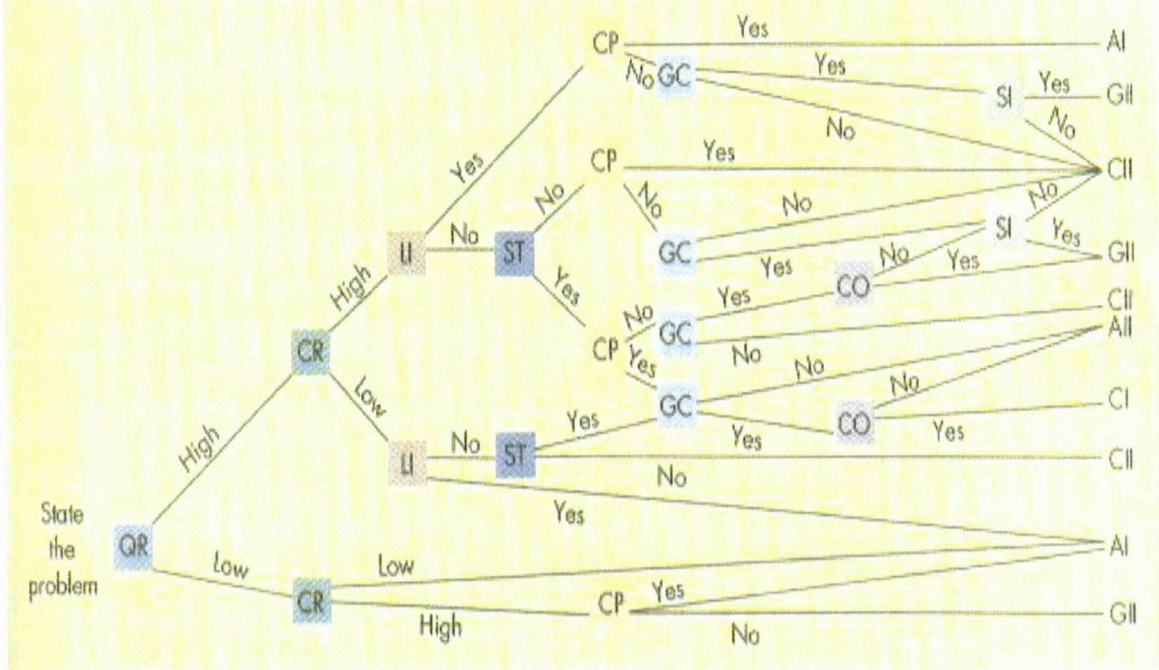 Yes
CP
AI
No
GC
Yes
SI
Yes
GII
No
No
CP
Yes
CII
Yes
No
No
No
No
LI
No
ST
GC
SI
Yes
GII
Yes
No
Yes
High
Yes
CO
Yes
No
GC
CII
CR
CP
No
AII
Yes
No
Low
GC
No
CI
Yes
CO
High
No
ST
Yes
Yes
CII
LI
No
State
the
problem
Yes
QR
AI
Low
Low
CR
Yes
CP
GII
High
No